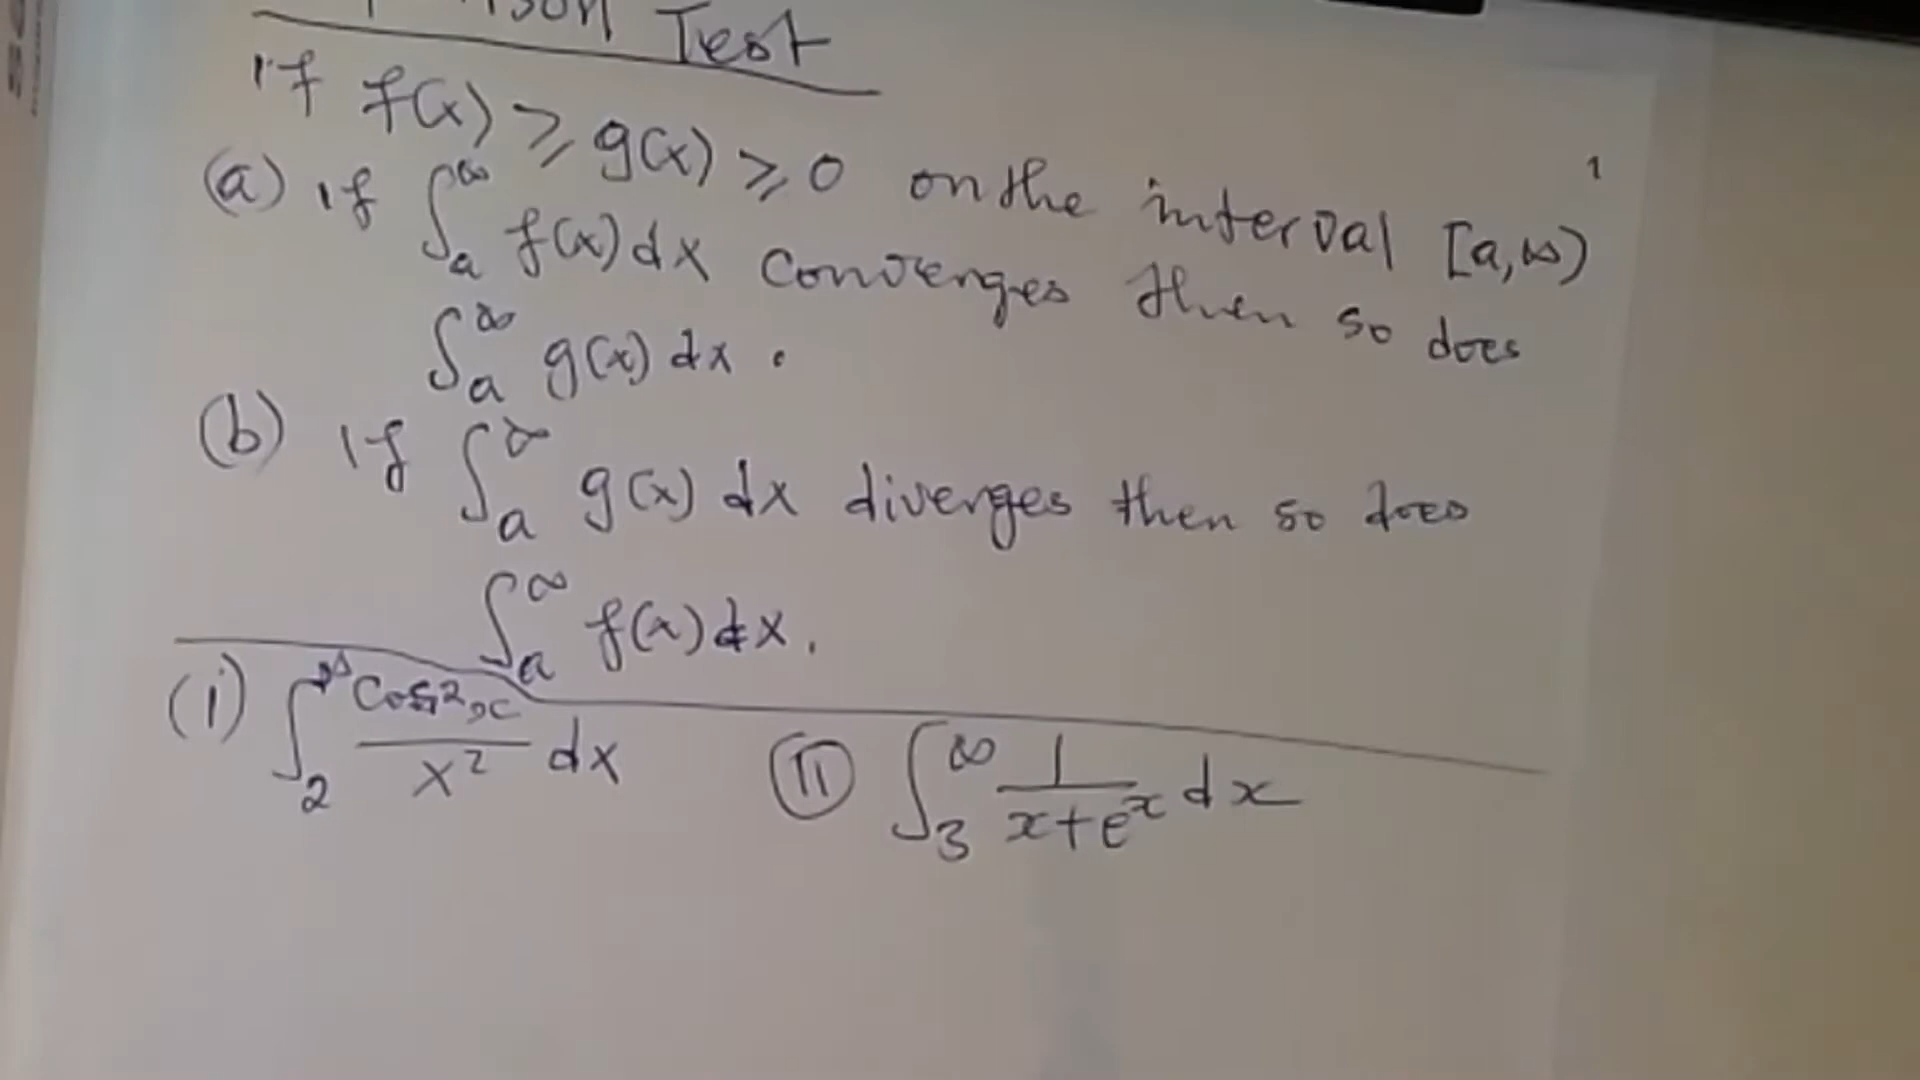 Test
if f(x) ⩾ g(x) ⩾ 0 on the interval [a,∞)
(a) if ∫_a^∞ f(x) dx converges then so does
∫_a^∞ g(x) dx .
(b) if ∫_a^∞ g(x) dx diverges then so does
∫_a^∞ f(x) dx .
(i) ∫_2^∞ cos²x / x² dx (ii) ∫_3^∞ 1 / (x+e^x) dx